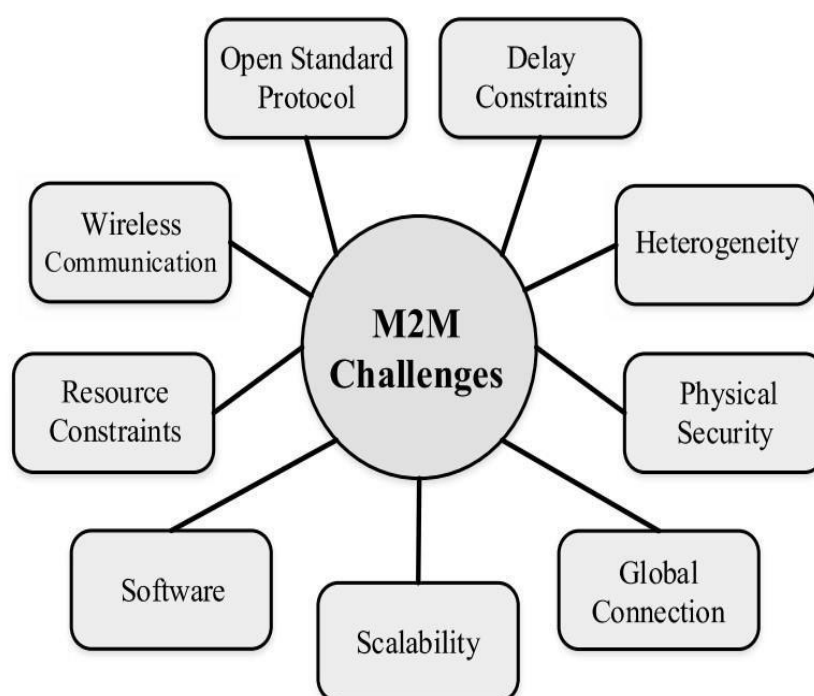 Open Standard
Protocol
Delay
Constraints
Wireless
Communication
Heterogeneity
M2M
Challenges
Resource
Constraints
Physical
Security
Software
Scalability
Global
Connection